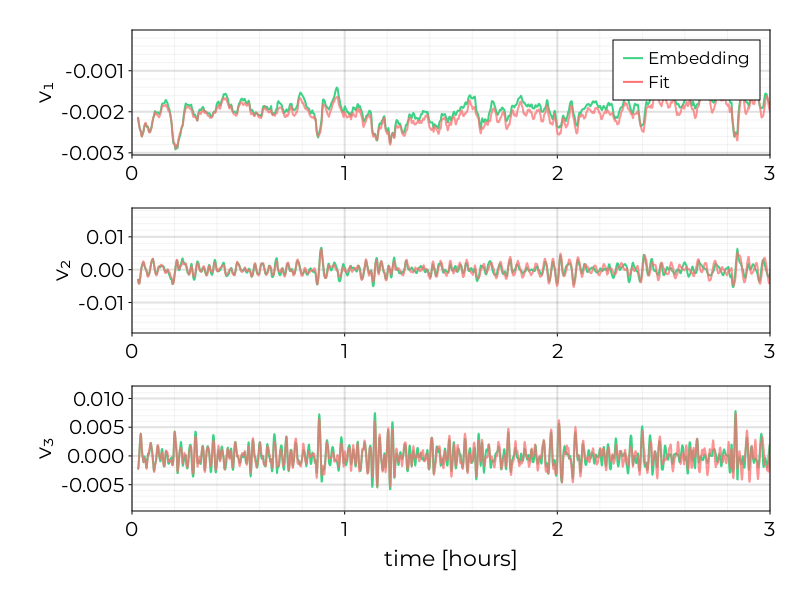 v₁
-0.001
-0.002
-0.003
Embedding
Fit
0 1 2 3
v₂
0.01
0.00
-0.01
0 1 2 3
v₃
0.010
0.005
0.000
-0.005
0 1 2 3
time [hours]